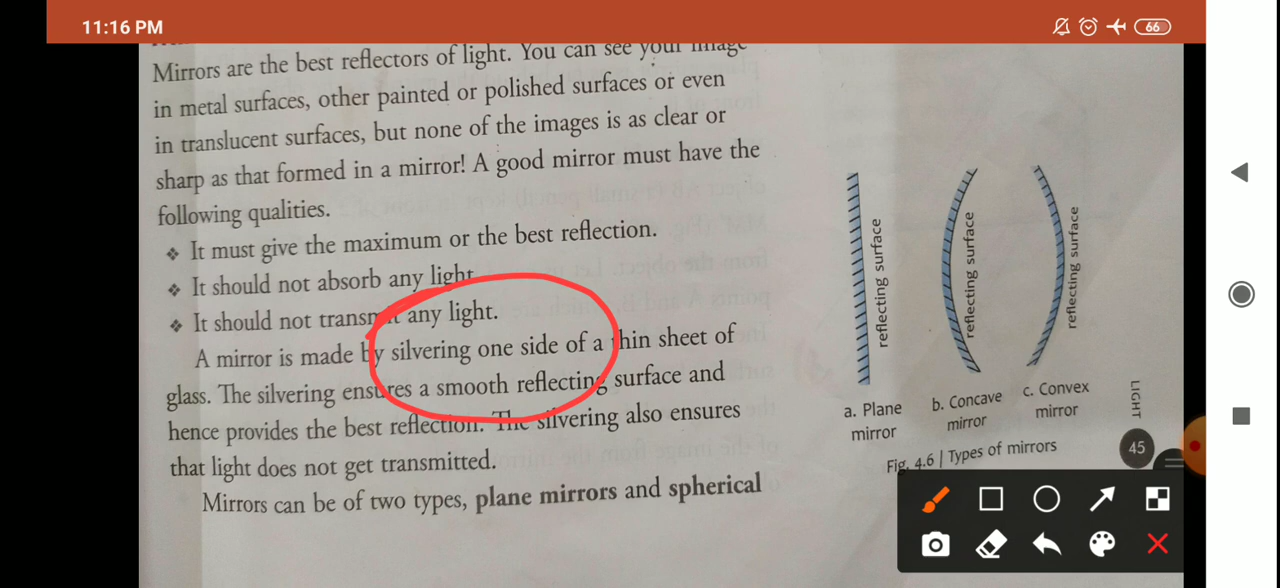 11:16 PM
66
Mirrors are the best reflectors of light. You can see your image
in metal surfaces, other painted or polished surfaces or even
in translucent surfaces, but none of the images is as clear or
sharp as that formed in a mirror! A good mirror must have the
following qualities.
❖ It must give the maximum or the best reflection.
❖ It should not absorb any light.
❖ It should not transmit any light.
A mirror is made by silvering one side of a thin sheet of
glass. The silvering ensures a smooth reflecting surface and
hence provides the best reflection. The silvering also ensures
that light does not get transmitted.
Mirrors can be of two types, plane mirrors and spherical
reflecting surface
reflecting surface
reflecting surface
a. Plane
mirror
b. Concave
mirror
c. Convex
mirror
Fig. 4.6 | Types of mirrors
LIGHT
45